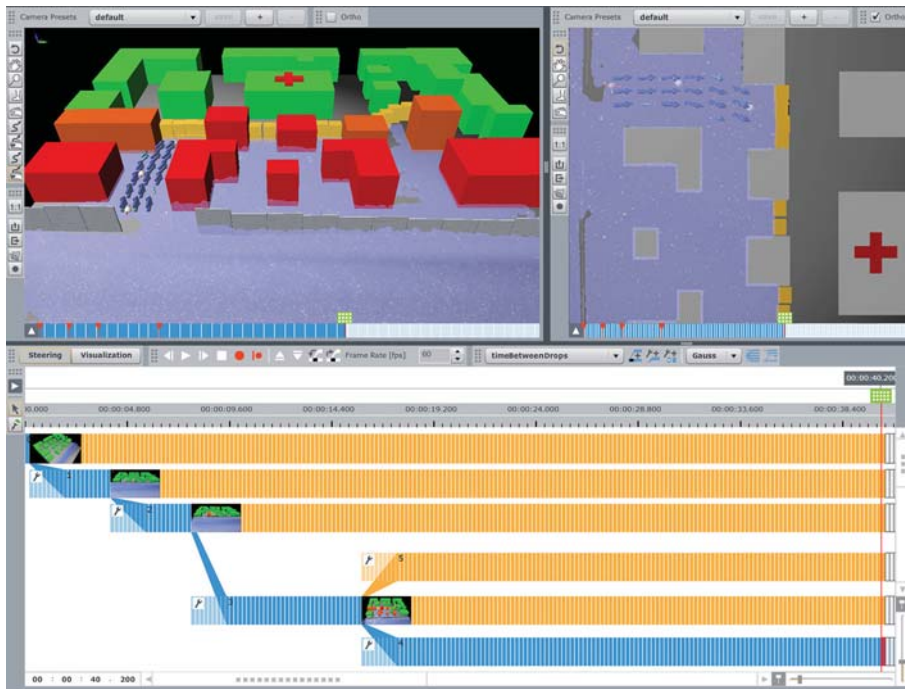 Camera Presets default save + - Ortho
Camera Presets default save + - Ortho
1:1
1:1
1:1
Steering Visualization Frame Rate [fps] 60 timeBetweenDrops Gauss
00:00:40.200
00:00:04.800 00:00:09.600 00:00:14.400 00:00:19.200 00:00:24.000 00:00:28.800 00:00:33.600 00:00:38.400
1
2
5
3
4
00 : 00 : 40 . 200